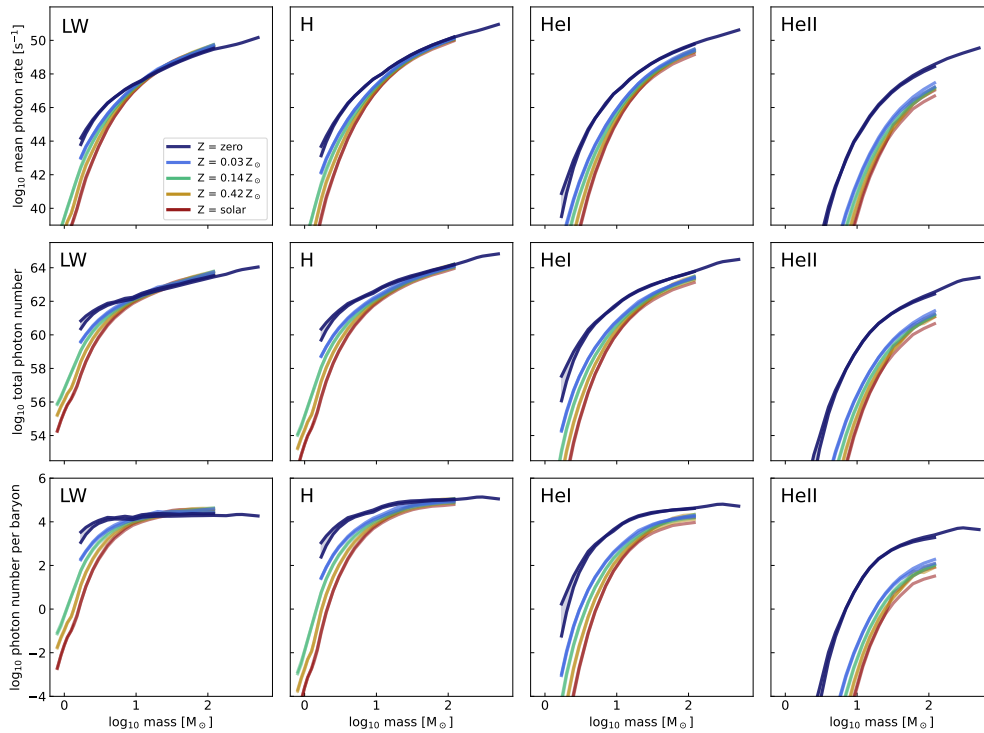 LW
H
HeI
HeII
log₁₀ mean photon rate [s⁻¹]
50
48
46
44
42
40
Z = zero
Z = 0.03 Z☉
Z = 0.14 Z☉
Z = 0.42 Z☉
Z = solar
LW
H
HeI
HeII
log₁₀ total photon number
64
62
60
58
56
54
LW
H
HeI
HeII
log₁₀ photon number per baryon
6
4
2
0
−2
−4
0 1 2
0 1 2
0 1 2
0 1 2
log₁₀ mass [M☉]
log₁₀ mass [M☉]
log₁₀ mass [M☉]
log₁₀ mass [M☉]